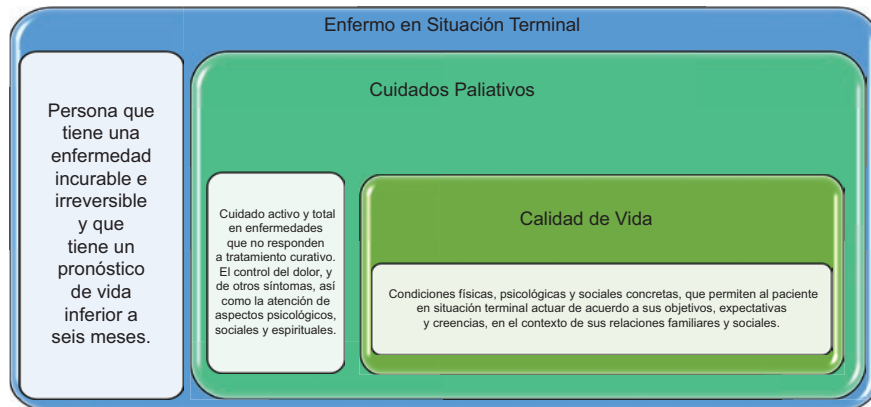 Enfermo en Situación Terminal
Persona que
tiene una
enfermedad
incurable e
irreversible
y que
tiene un
pronóstico
de vida
inferior a
seis meses.
Cuidados Paliativos
Cuidado activo y total
en enfermedades
que no responden
a tratamiento curativo.
El control del dolor, y
de otros síntomas, así
como la atención de
aspectos psicológicos,
sociales y espirituales.
Calidad de Vida
Condiciones físicas, psicológicas y sociales concretas, que permiten al paciente
en situación terminal actuar de acuerdo a sus objetivos, expectativas
y creencias, en el contexto de sus relaciones familiares y sociales.